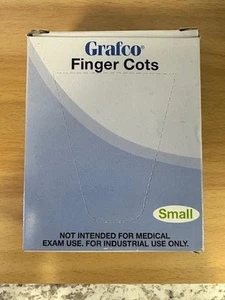 Grafco®
Finger Cots
Small
NOT INTENDED FOR MEDICAL
EXAM USE. FOR INDUSTRIAL USE ONLY.